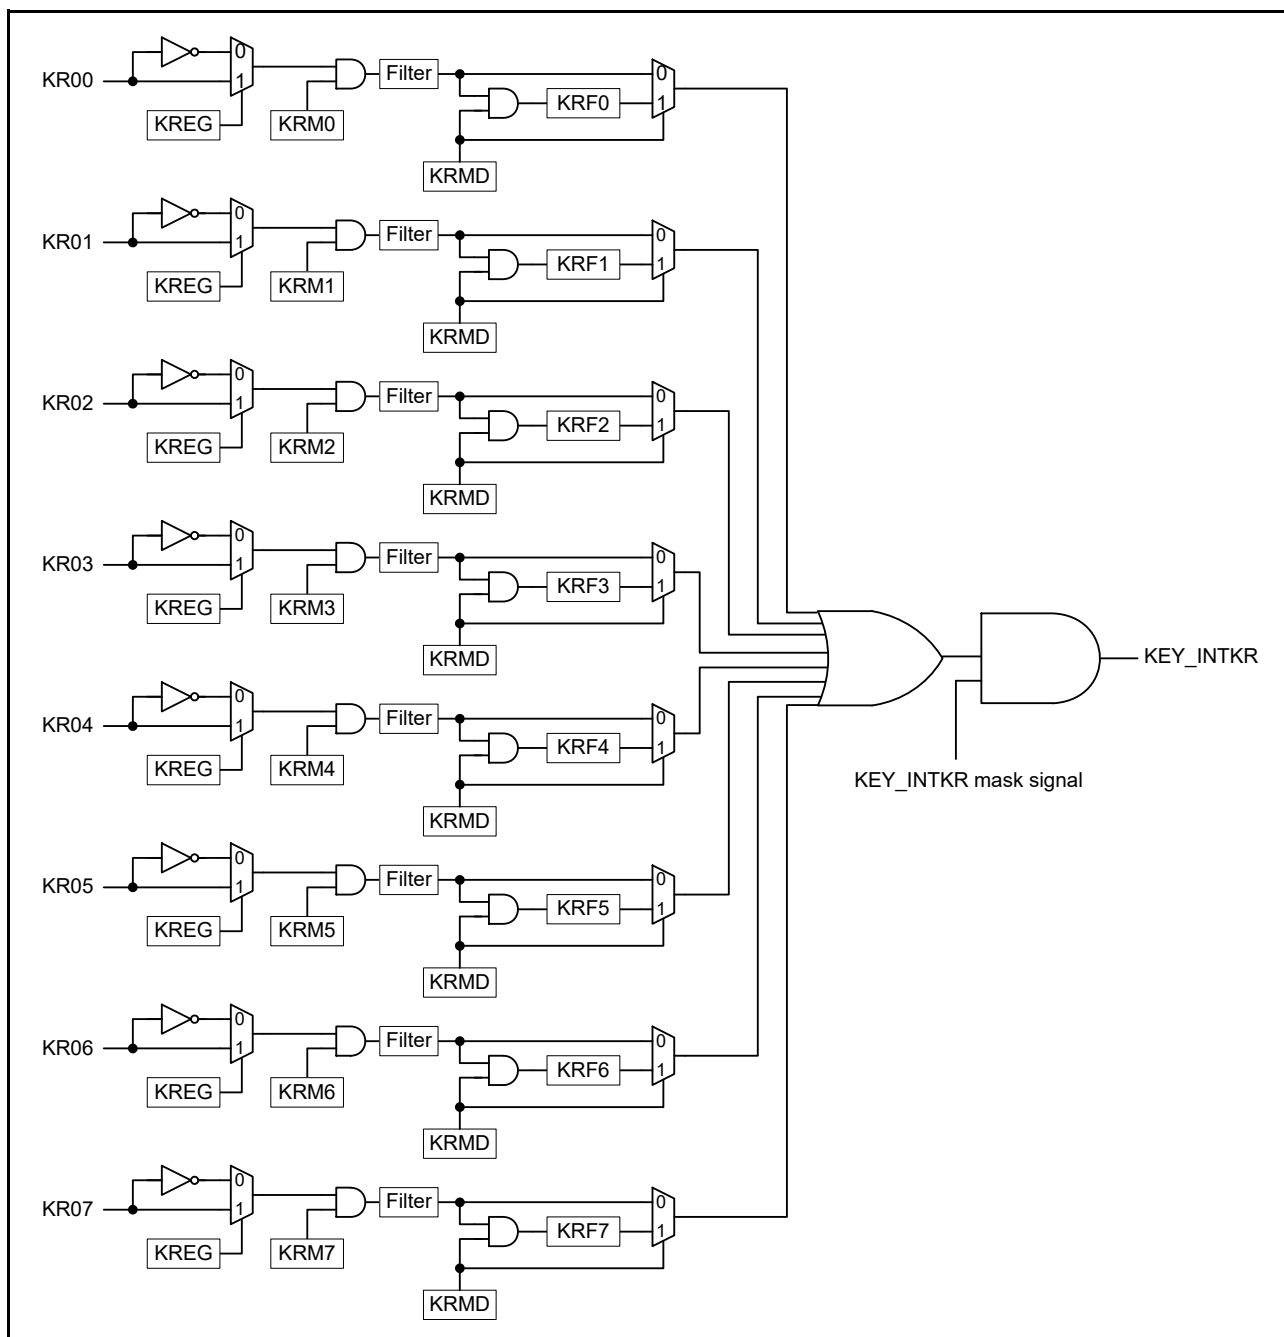 0
KR00
1
Filter
0
KREG
KRM0
KRF0
1
KRMD
0
KR01
1
Filter
0
KREG
KRM1
KRF1
1
KRMD
0
KR02
1
Filter
0
KREG
KRM2
KRF2
1
KRMD
0
KR03
1
Filter
0
KREG
KRM3
KRF3
1
KRMD
KEY_INTKR
KEY_INTKR mask signal
0
KR04
1
Filter
0
KREG
KRM4
KRF4
1
KRMD
0
KR05
1
Filter
0
KREG
KRM5
KRF5
1
KRMD
0
KR06
1
Filter
0
KREG
KRM6
KRF6
1
KRMD
0
KR07
1
Filter
0
KREG
KRM7
KRF7
1
KRMD